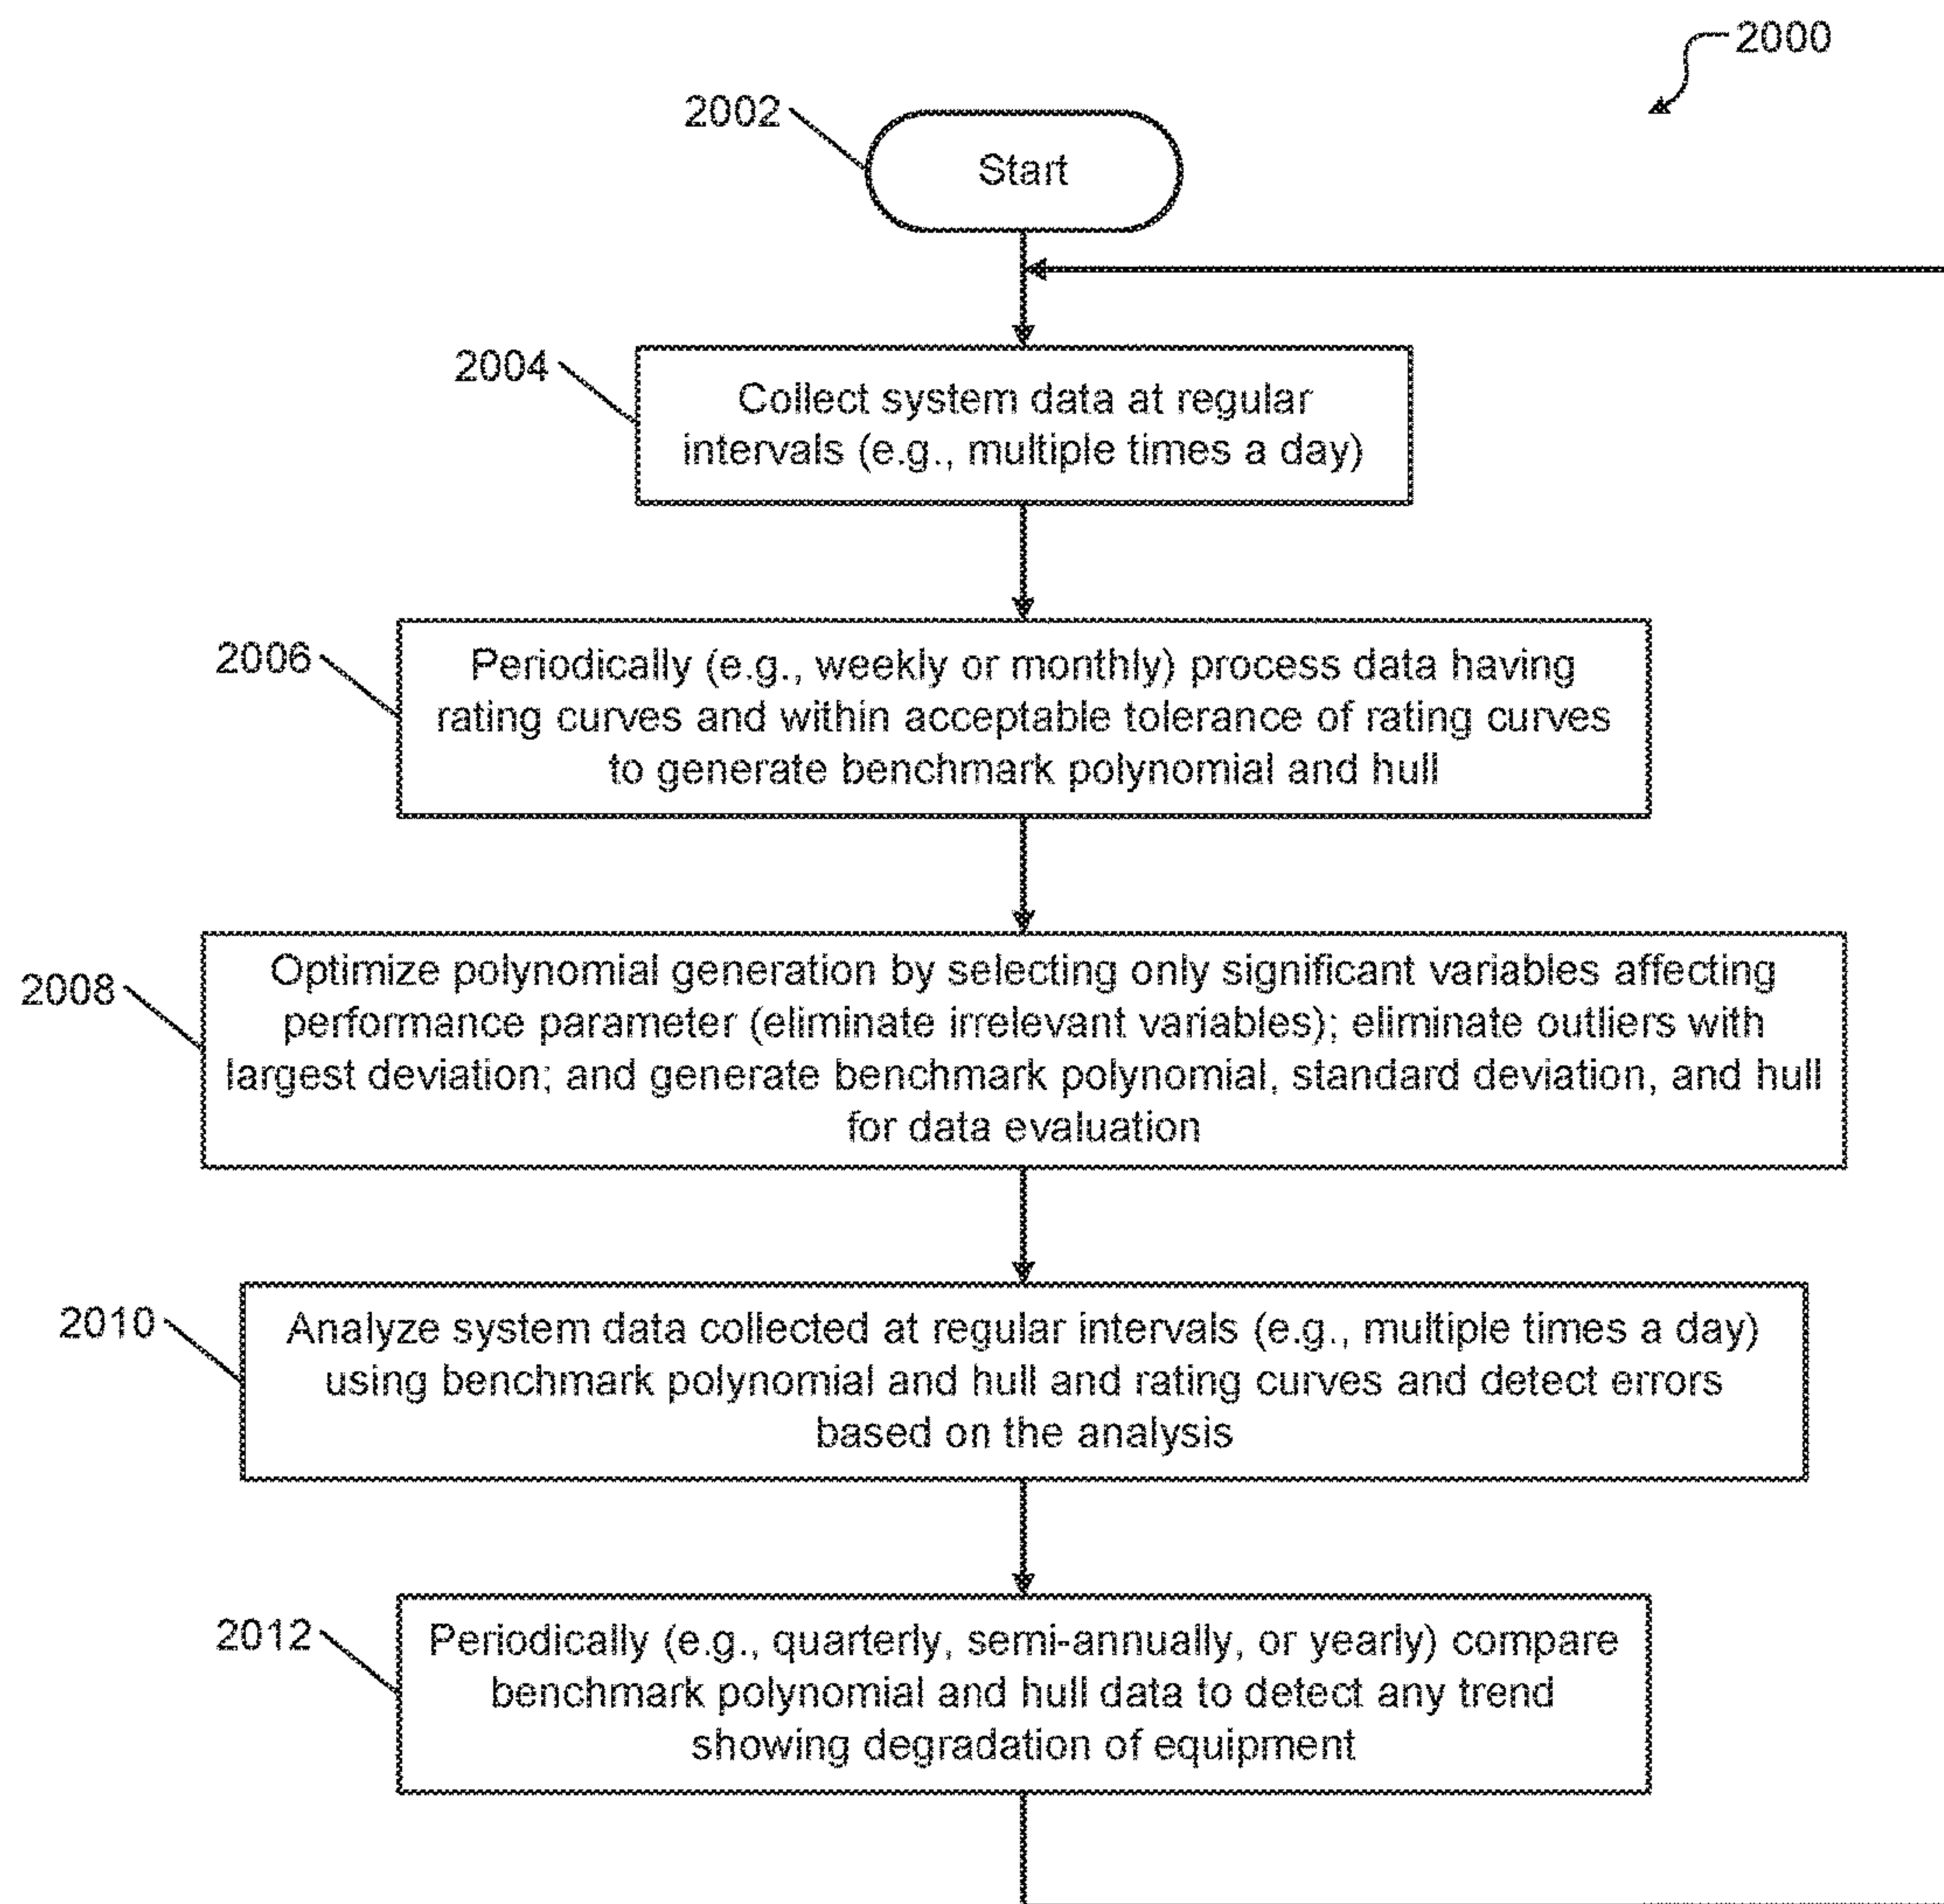 2000
2002
Start
2004
Collect system data at regular
intervals (e.g., multiple times a day)
2006
Periodically (e.g., weekly or monthly) process data having
rating curves and within acceptable tolerance of rating curves
to generate benchmark polynomial and hull
2008
Optimize polynomial generation by selecting only significant variables affecting
performance parameter (eliminate irrelevant variables); eliminate outliers with
largest deviation; and generate benchmark polynomial, standard deviation, and hull
for data evaluation
2010
Analyze system data collected at regular intervals (e.g., multiple times a day)
using benchmark polynomial and hull and rating curves and detect errors
based on the analysis
2012
Periodically (e.g., quarterly, semi-annually, or yearly) compare
benchmark polynomial and hull data to detect any trend
showing degradation of equipment